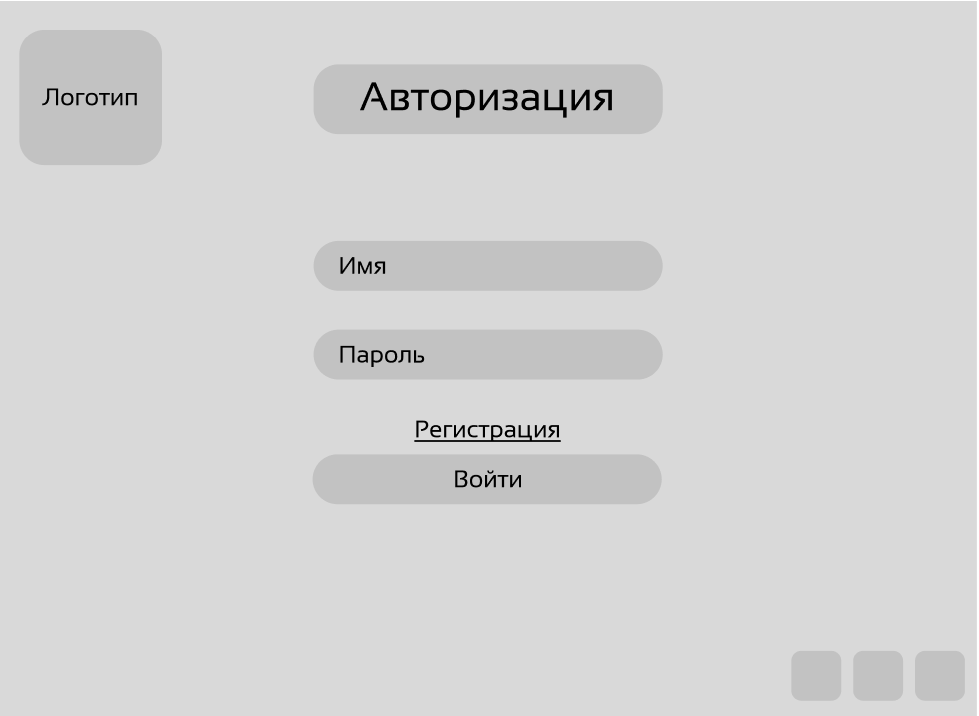 Логотип
Авторизация
Имя
Пароль
Регистрация
Войти